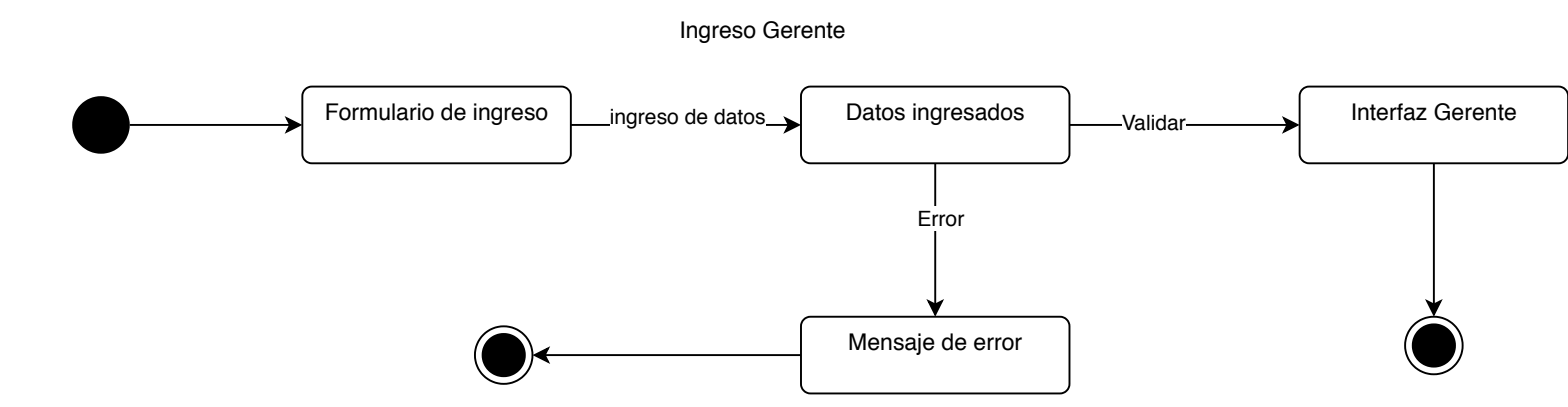 Ingreso Gerente
Formulario de ingreso
ingreso de datos
Datos ingresados
Validar
Interfaz Gerente
Error
Mensaje de error